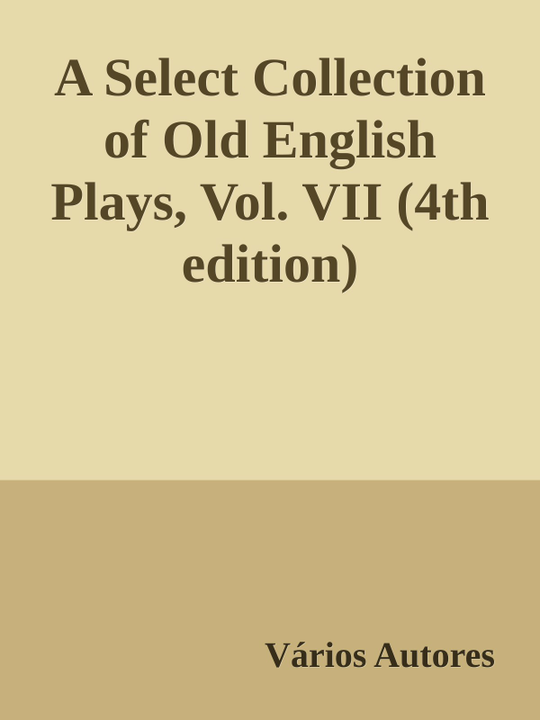 A Select Collection
of Old English
Plays, Vol. VII (4th
edition)
Vários Autores